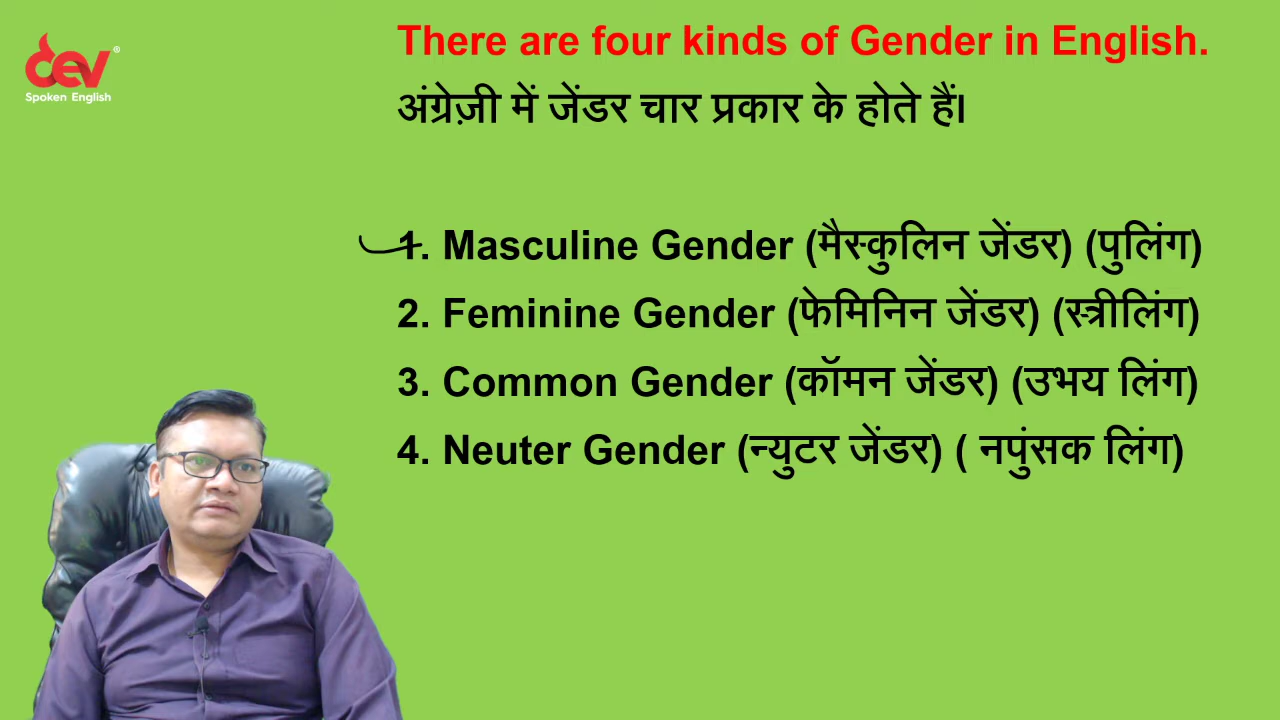 dev®
Spoken English
There are four kinds of Gender in English.
अंग्रेज़ी में जेंडर चार प्रकार के होते हैं।
1. Masculine Gender (मैस्कुलिन जेंडर) (पुलिंग)
2. Feminine Gender (फेमिनिन जेंडर) (स्त्रीलिंग)
3. Common Gender (कॉमन जेंडर) (उभय लिंग)
4. Neuter Gender (न्युटर जेंडर) ( नपुंसक लिंग)